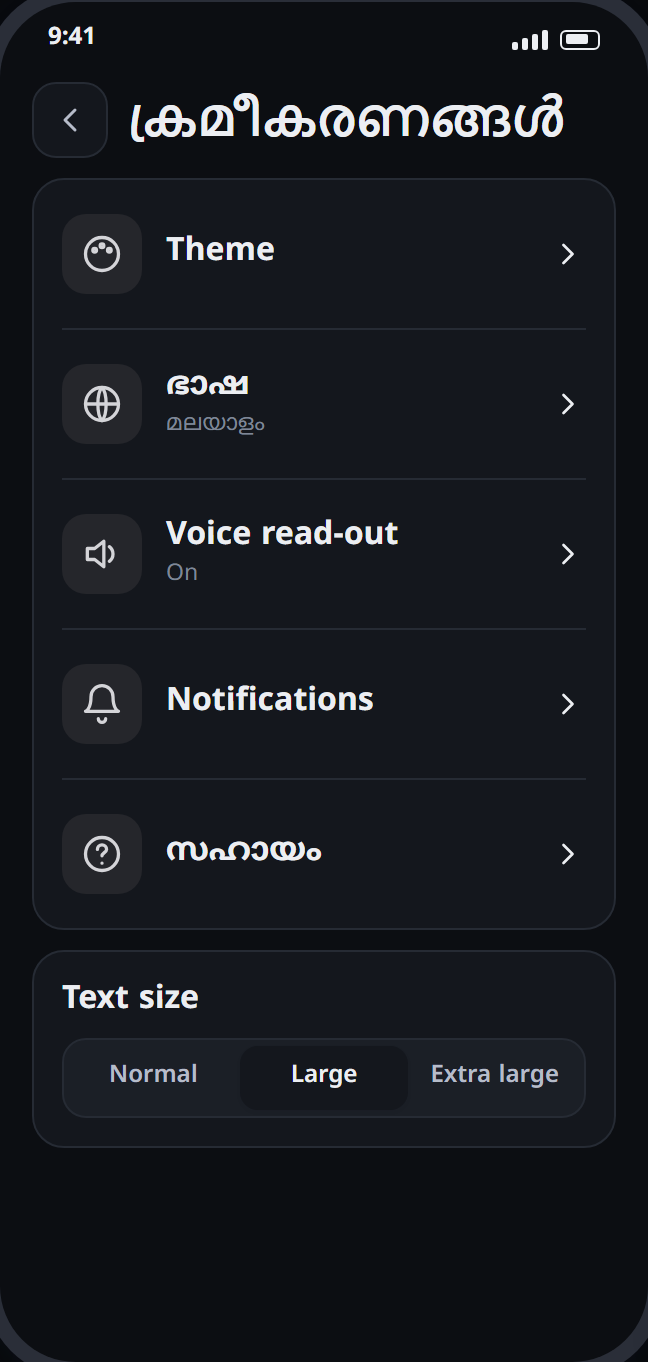 9:41
ക്രമീകരണങ്ങൾ
Theme
ഭാഷ
മലയാളം
Voice read-out
On
Notifications
സഹായം
Text size
Normal Large Extra large